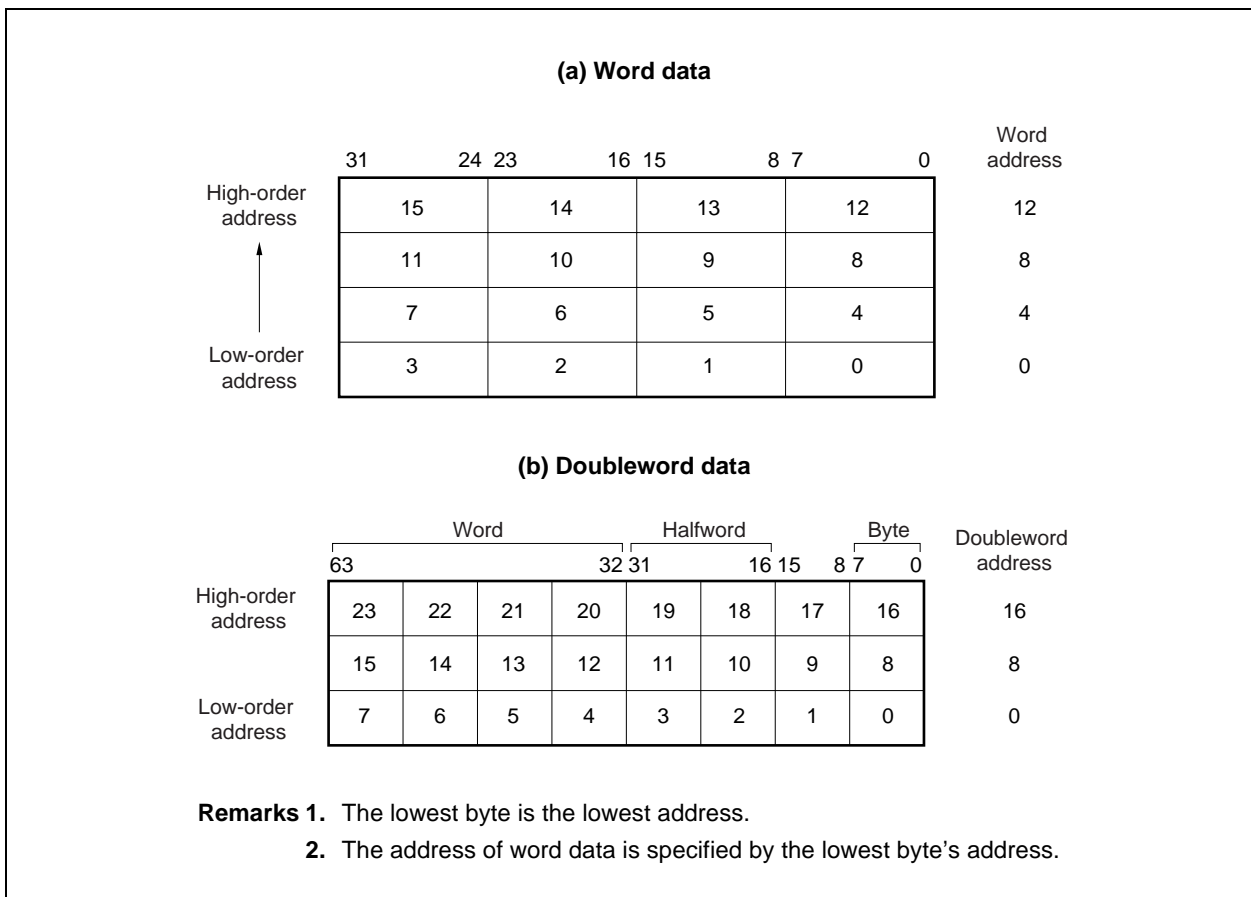 (a) Word data
Word
address
31 24 23 16 15 8 7 0
High-order
address
15 14 13 12 12
11 10 9 8 8
7 6 5 4 4
Low-order
address
3 2 1 0 0
(b) Doubleword data
Word Halfword Byte Doubleword
address
63 32 31 16 15 8 7 0
High-order
address
23 22 21 20 19 18 17 16 16
15 14 13 12 11 10 9 8 8
Low-order
address
7 6 5 4 3 2 1 0 0
Remarks 1. The lowest byte is the lowest address.
2. The address of word data is specified by the lowest byte's address.